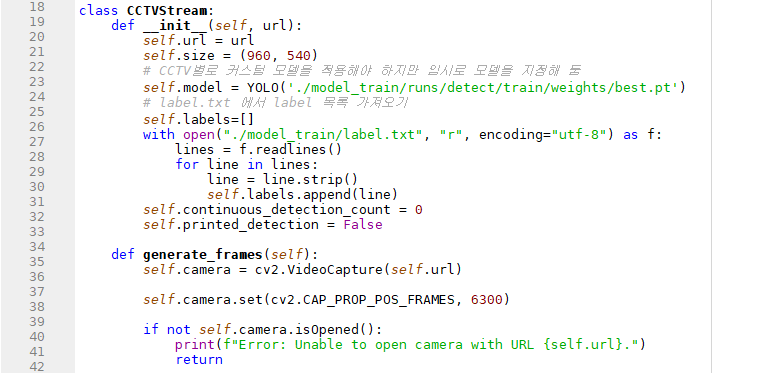 18 class CCTVStream:
19     def __init__(self, url):
20         self.url = url
21         self.size = (960, 540)
22         # CCTV별로 커스텀 모델을 적용해야 하지만 임시로 모델을 지정해 둠
23         self.model = YOLO('./model_train/runs/detect/train/weights/best.pt')
24         # label.txt 에서 label 목록 가져오기
25         self.labels=[]
26         with open("./model_train/label.txt", "r", encoding="utf-8") as f:
27             lines = f.readlines()
28             for line in lines:
29                 line = line.strip()
30                 self.labels.append(line)
31         self.continuous_detection_count = 0
32         self.printed_detection = False
33
34     def generate_frames(self):
35         self.camera = cv2.VideoCapture(self.url)
36
37         self.camera.set(cv2.CAP_PROP_POS_FRAMES, 6300)
38
39         if not self.camera.isOpened():
40             print(f"Error: Unable to open camera with URL {self.url}.")
41             return
42